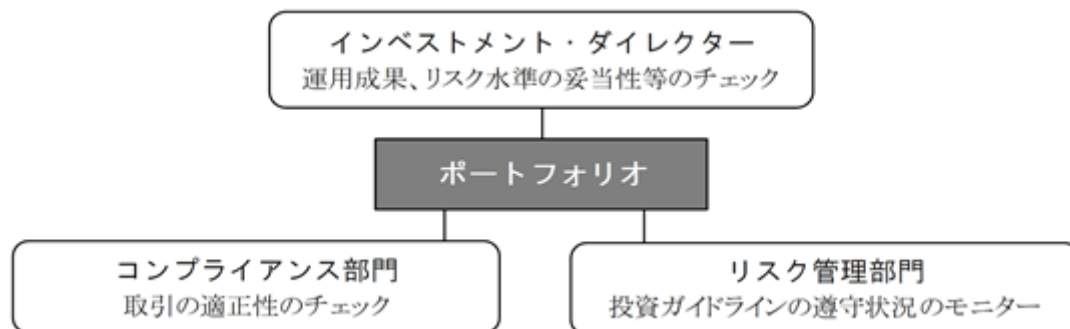 インベストメント・ダイレクター
運用成果、リスク水準の妥当性等のチェック
ポートフォリオ
コンプライアンス部門
取引の適正性のチェック
リスク管理部門
投資ガイドラインの遵守状況のモニター